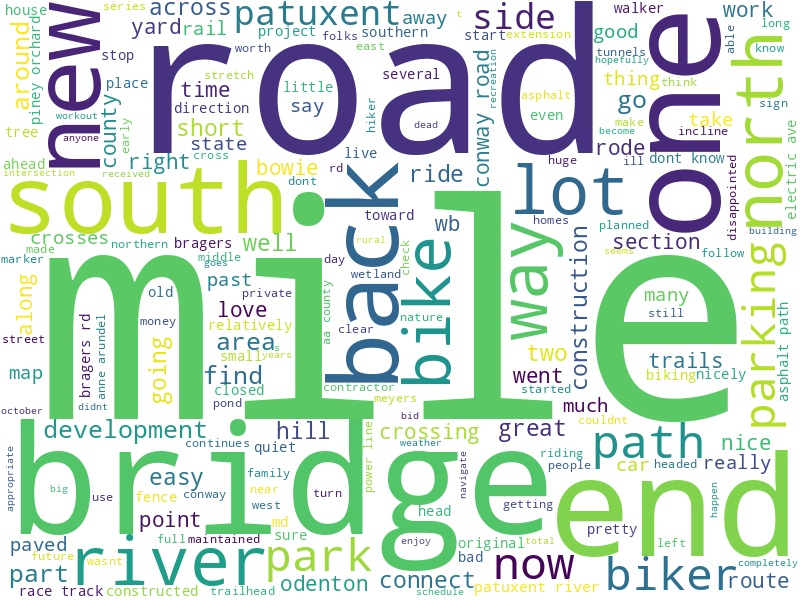 house
series
across
patuxent
away
t
extension
walker
work
long
around
piney orchard
new
yard
rail
project
folks
southern
east
side
start
good
able
know
stop
worth
road
tunnels
hopefully
place
stretch
little
several
recreation
thing
think
workout
county
early
time
direction
say
hiker
conway road
asphalt
go
one
north
sign
tree
anyone
short
dead
even
make
take
become
incline
ahead
state
cross
live
huge
rode
ill
dont know
electric ave
intersection
received
right
bowie
rd
back
ride
lot
disappointed
south
dont
toward
homes
planned
building
crosses
northern
bragers
well
wb
section
seems
made
middle
day
rural
bike
way
construction
follow
marker
goes
past
wetland
check
parking
along
old
private
love
aa county
clear
nature
many
still
street
bragers rd
anne arundel
money
relatively
area
s
years
mile
two
trails
asphalt path
map
going
small
find
contractor
went
biking
nicely
october
didnt
closed
pond
meyers
started
much
couldnt
development
hill
bid
crossing
great
path
nice
appropriate
continues
quiet
power line
weather
riding
people
car
headed
really
bridge
easy
family
navigate
big
fence
conway
near
west
getting
end
happen
use
point
turn
md
head
pretty
paved
full
maintained
sure
enjoy
original
left
future
wasnt
river
park
bad
total
now
completely
part
odenton
connect
biker
route
race track
constructed
trailhead
schedule
patuxent river